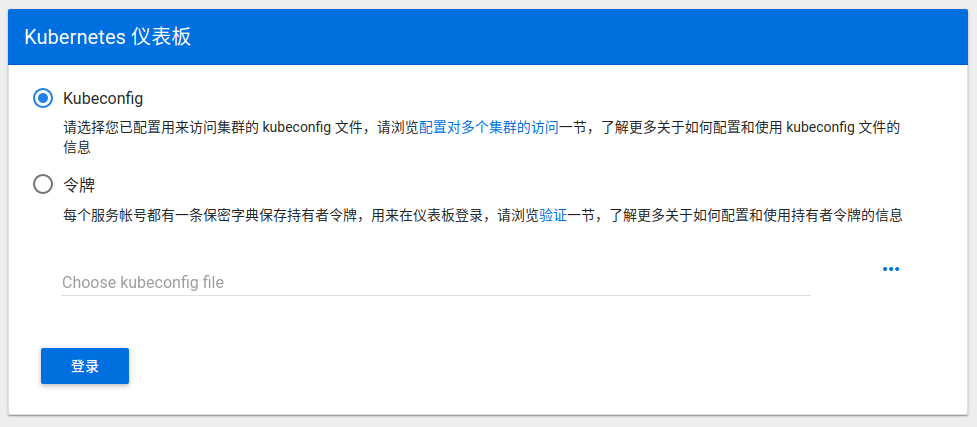 Kubernetes 仪表板
Kubeconfig
请选择您已配置用来访问集群的 kubeconfig 文件，请浏览配置对多个集群的访问一节，了解更多关于如何配置和使用 kubeconfig 文件的
信息
令牌
每个服务帐号都有一条保密字典保存持有者令牌，用来在仪表板登录，请浏览验证一节，了解更多关于如何配置和使用持有者令牌的信息
Choose kubeconfig file
登录